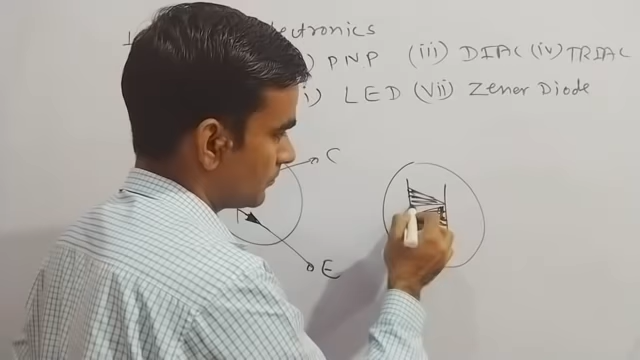 ectronics
PNP (iii) DIAC (iv) TRIAC
i) LED (vii) Zener Diode
C
E